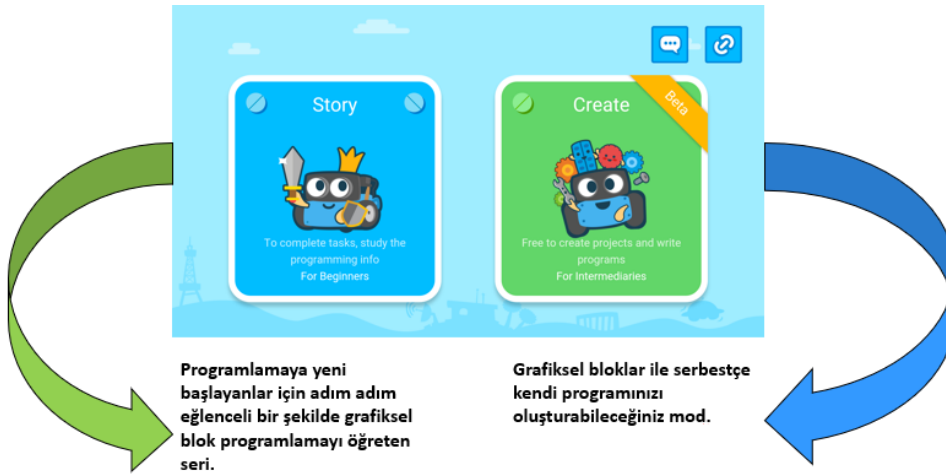 Story
To complete tasks, study the
programming info
For Beginners
Create
Beta
Free to create projects and write
programs
For Intermediaries
Programlamaya yeni
başlayanlar için adım adım
eğlenceli bir şekilde grafiksel
blok programlamayı öğreten
seri.
Grafiksel bloklar ile serbestçe
kendi programınızı
oluşturabileceğiniz mod.